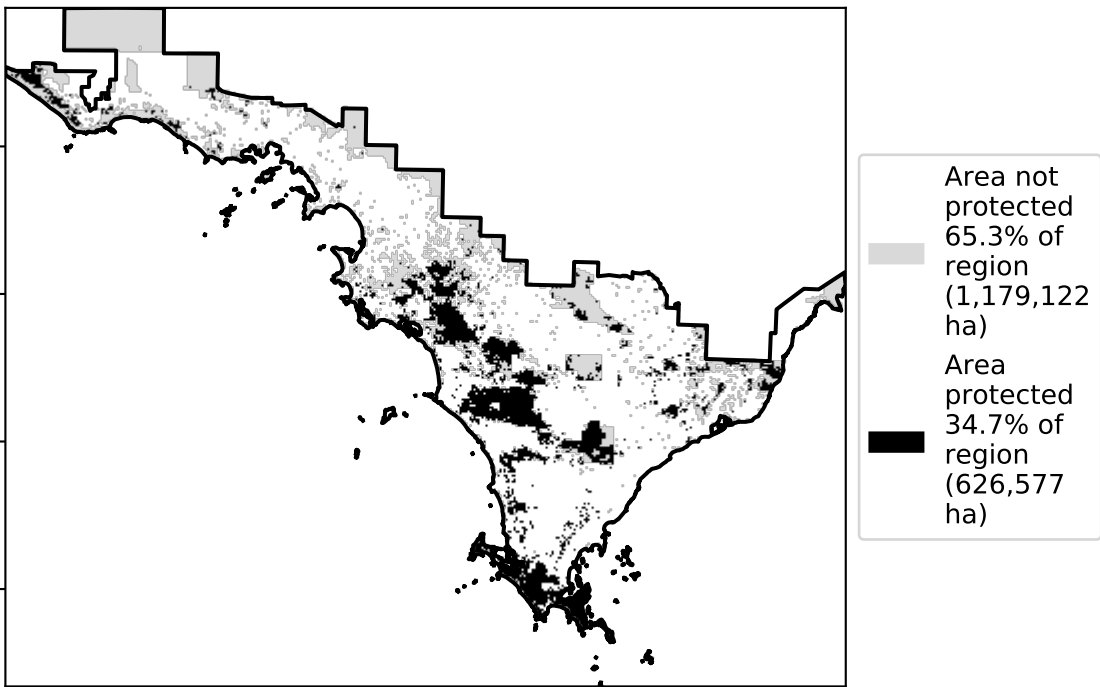 Area not
protected
65.3% of
region
(1,179,122
ha)
Area
protected
34.7% of
region
(626,577
ha)